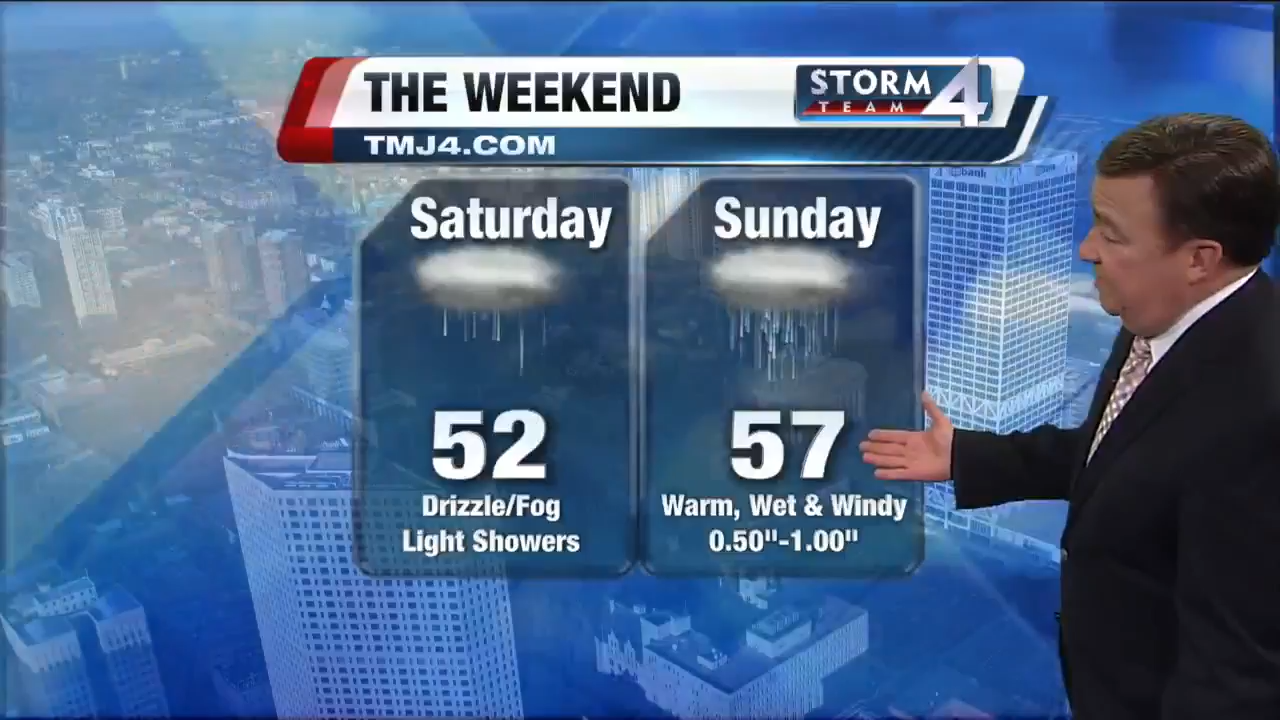 THE WEEKEND
STORM 4
TEAM
TMJ4.COM
Saturday
Sunday
52
57
Drizzle/Fog
Light Showers
Warm, Wet & Windy
0.50"-1.00"
bank